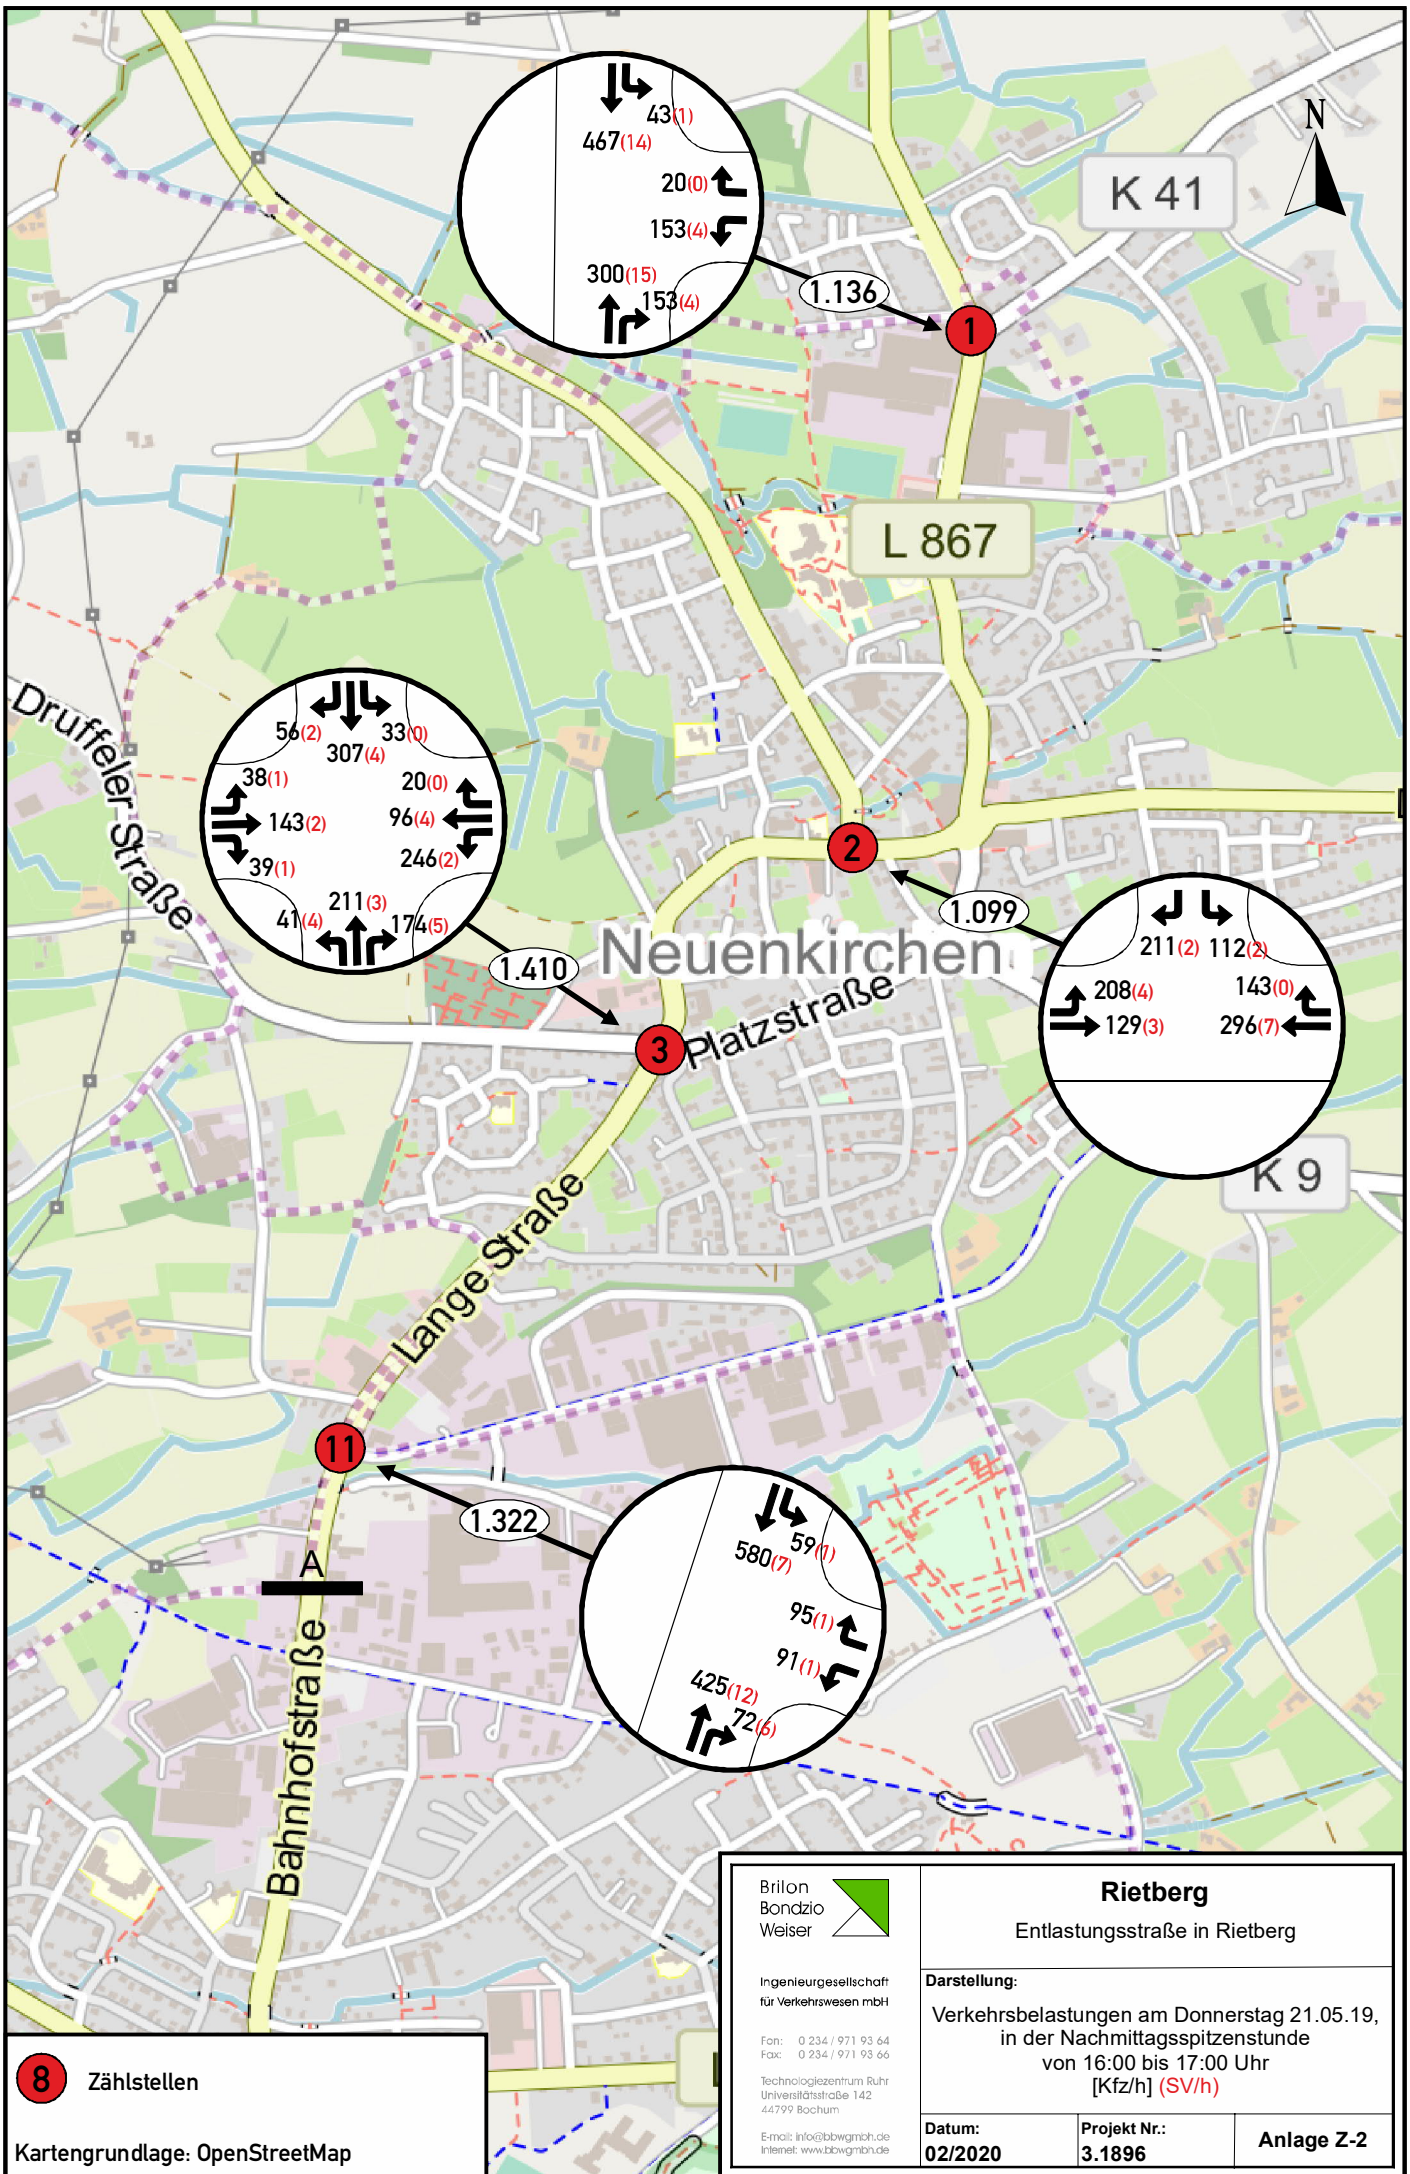 43(1)
467(14)
20(0)
153(4)
300(15)
153(4)
1.136
1
K 41
N
L 867
Druffeler Straße
56(2)
33(0)
307(4)
38(1)
20(0)
143(2)
96(4)
39(1)
246(2)
211(3)
41(4)
174(5)
1.410
2
1.099
Neuenkirchen
211(2) 112(2)
208(4)
143(0)
129(3)
296(7)
3
Platzstraße
K 9
Lange Straße
11
1.322
59(1)
580(7)
95(1)
91(1)
425(12)
72(6)
A
Bahnhofstraße
8 Zählstellen
Kartengrundlage: OpenStreetMap
Brilon
Bondzio
Weiser
Ingenieurgesellschaft
für Verkehrswesen mbH
Fon: 0 234 / 971 93 64
Fax: 0 234 / 971 93 66
Technologiezentrum Ruhr
Universitätsstraße 142
44799 Bochum
E-mail: info@bbwgmbh.de
Internet: www.bbwgmbh.de
Rietberg
Entlastungsstraße in Rietberg
Darstellung:
Verkehrsbelastungen am Donnerstag 21.05.19,
in der Nachmittagsspitzenstunde
von 16:00 bis 17:00 Uhr
[Kfz/h] (SV/h)
Datum:
02/2020
Projekt Nr.:
3.1896
Anlage Z-2